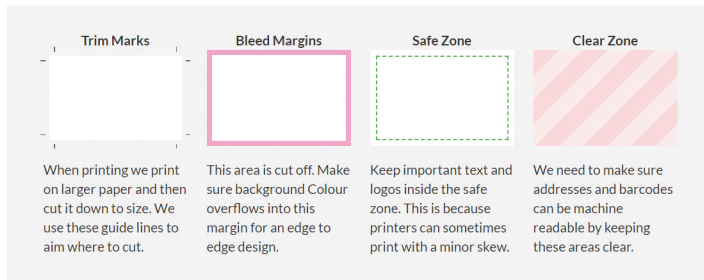 Trim Marks
When printing we print
on larger paper and then
cut it down to size. We
use these guide lines to
aim where to cut.
Bleed Margins
This area is cut off. Make
sure background Colour
overflows into this
margin for an edge to
edge design.
Safe Zone
Keep important text and
logos inside the safe
zone. This is because
printers can sometimes
print with a minor skew.
Clear Zone
We need to make sure
addresses and barcodes
can be machine
readable by keeping
these areas clear.